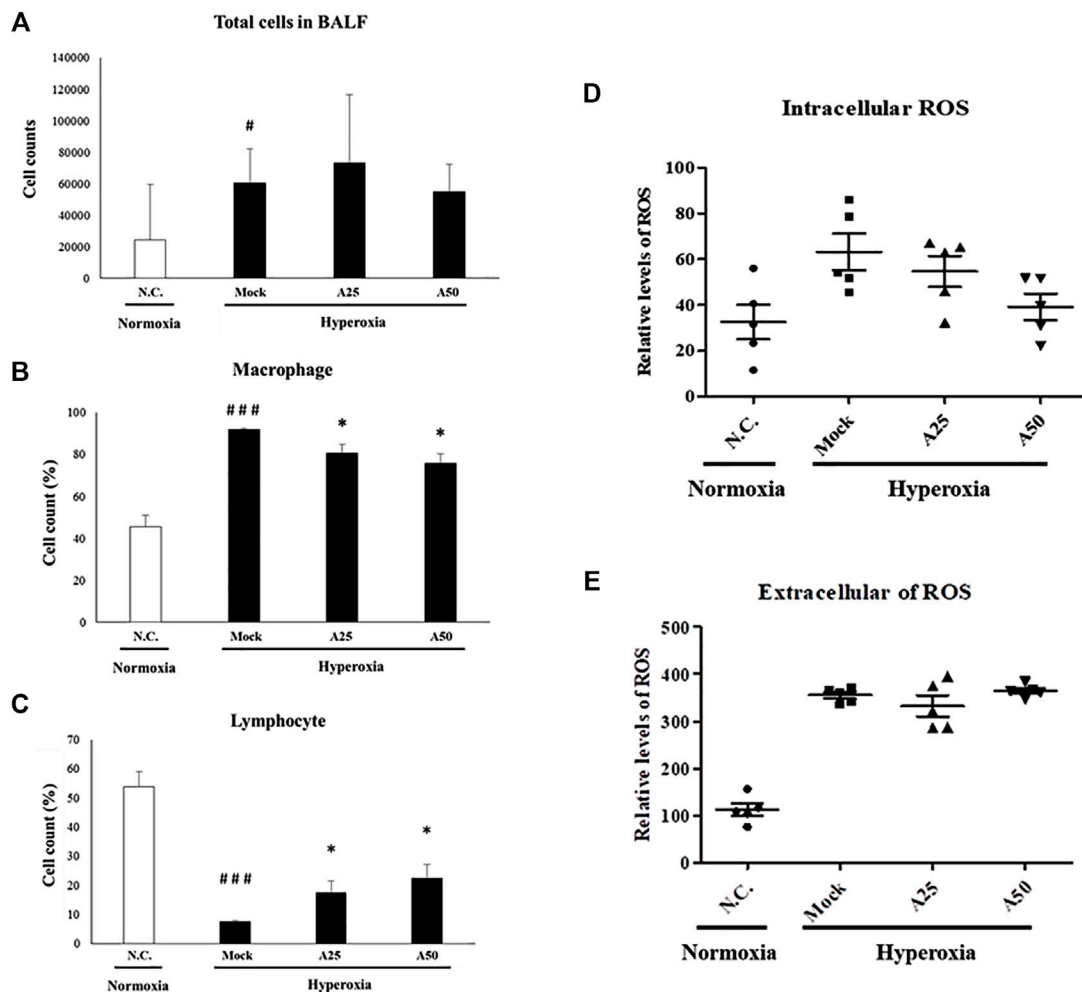 A
Total cells in BALF
140000
120000
100000
80000
60000
40000
20000
0
Cell counts
#
N.C. Mock A25 A50
Normoxia Hyperoxia
B
Macrophage
100
80
60
40
20
0
Cell count (%)
# # # * *
N.C. Mock A25 A50
Normoxia Hyperoxia
C
Lymphocyte
70
60
50
40
30
20
10
0
Cell count (%)
# # # * *
N.C. Mock A25 A50
Normoxia Hyperoxia
D
Intracellular ROS
100
80
60
40
20
0
Relative levels of ROS
N.C. Mock A25 A50
Normoxia Hyperoxia
E
Extracellular of ROS
500
400
300
200
100
0
Relative levels of ROS
N.C. Mock A25 A50
Normoxia Hyperoxia